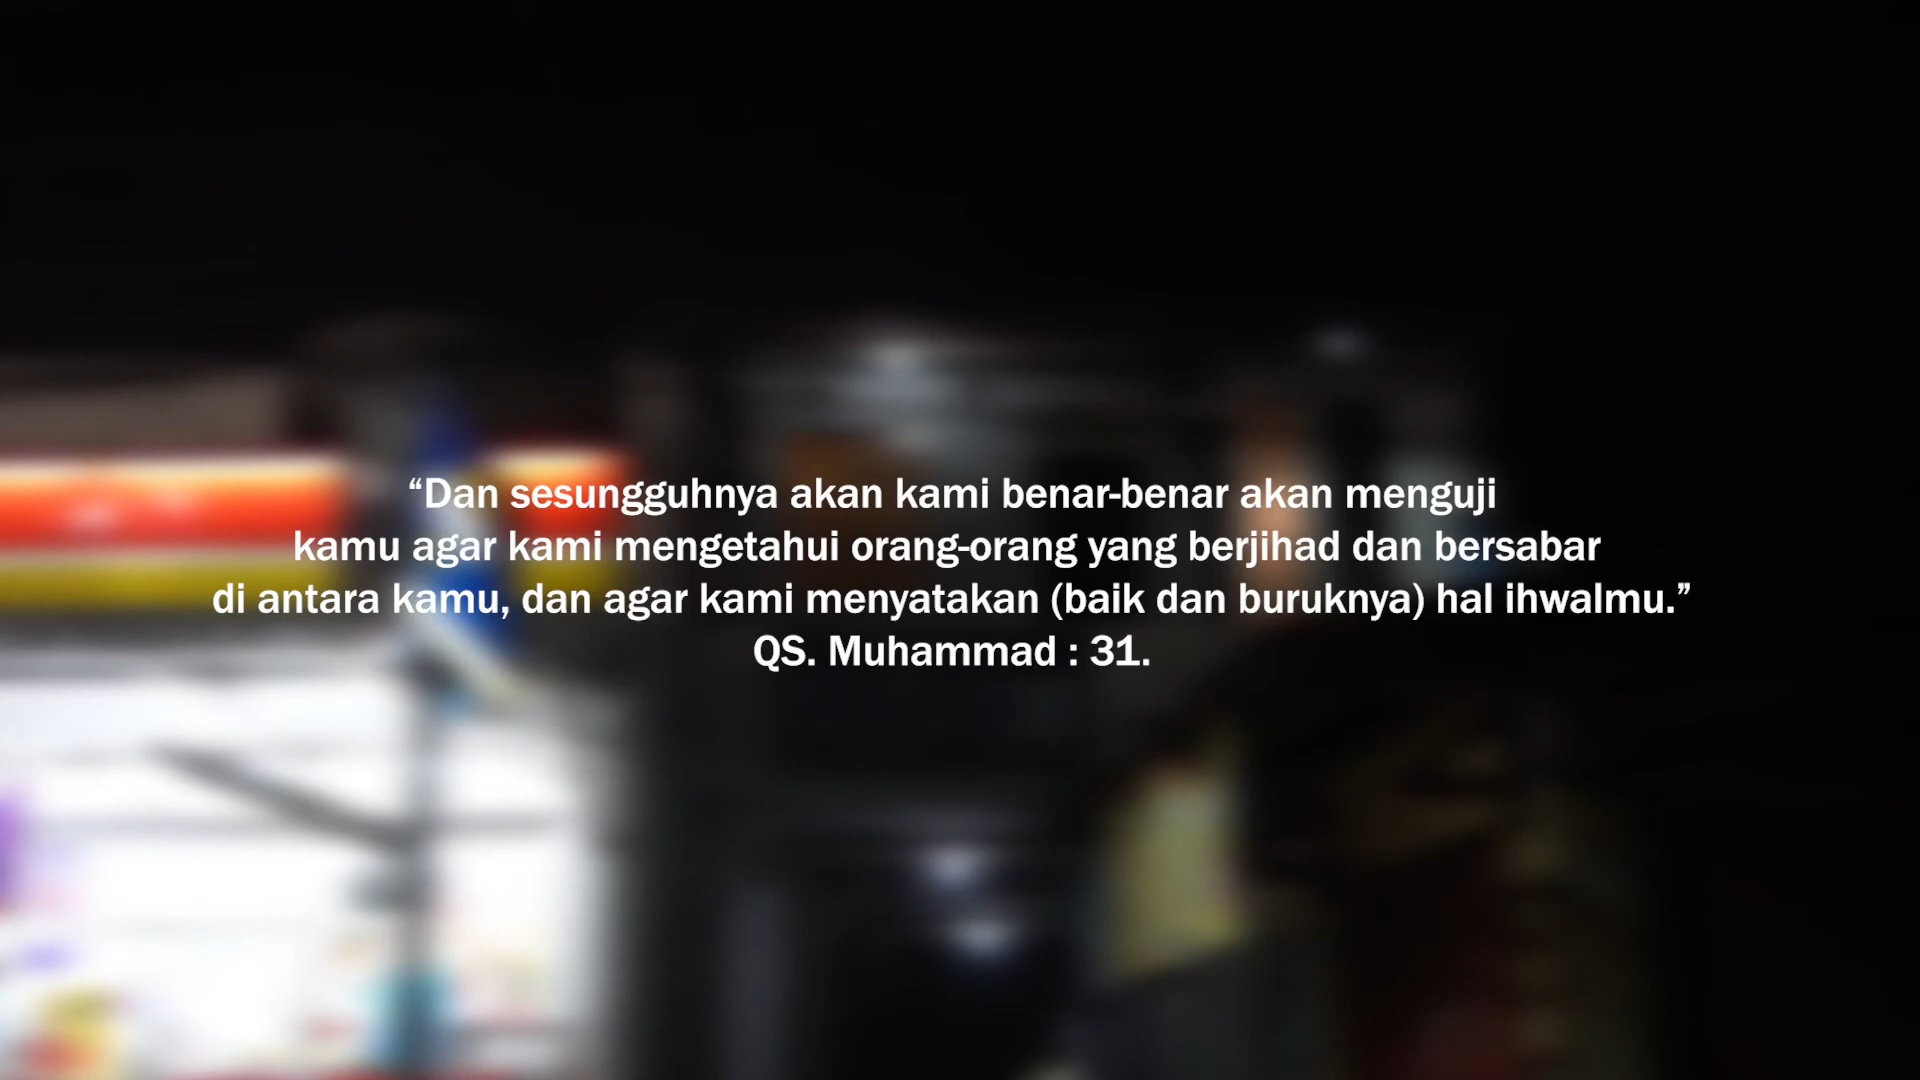 “Dan sesungguhnya akan kami benar-benar akan menguji
kamu agar kami mengetahui orang-orang yang berjihad dan bersabar
di antara kamu, dan agar kami menyatakan (baik dan buruknya) hal ihwalmu.”
QS. Muhammad : 31.